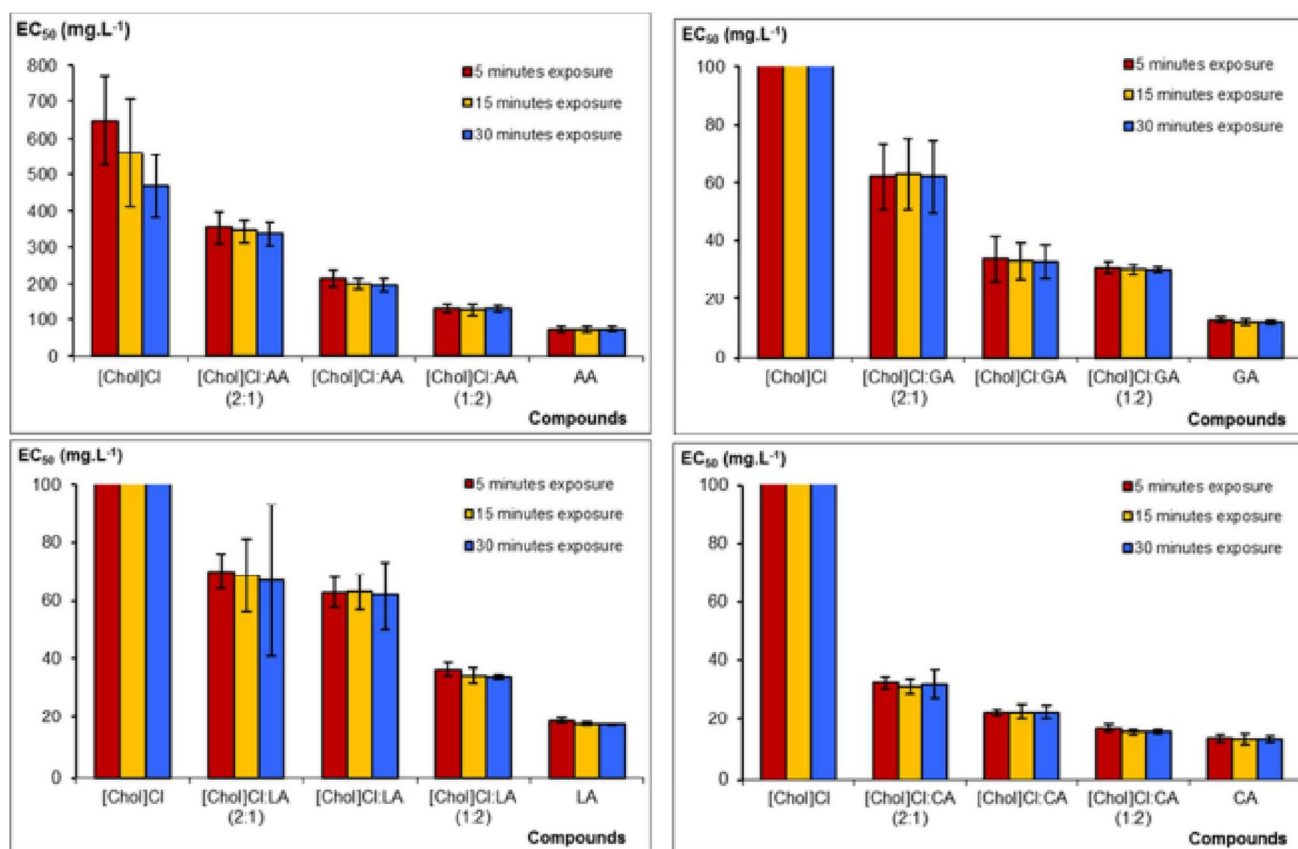 EC₅₀ (mg.L⁻¹)
800
700
600
500
400
300
200
100
0
5 minutes exposure
15 minutes exposure
30 minutes exposure
[Chol]Cl [Chol]Cl:AA [Chol]Cl:AA [Chol]Cl:AA AA
(2:1) (1:2)
Compounds
EC₅₀ (mg.L⁻¹)
100
80
60
40
20
0
5 minutes exposure
15 minutes exposure
30 minutes exposure
[Chol]Cl [Chol]Cl:GA [Chol]Cl:GA [Chol]Cl:GA GA
(2:1) (1:2)
Compounds
EC₅₀ (mg.L⁻¹)
100
80
60
40
20
0
5 minutes exposure
15 minutes exposure
30 minutes exposure
[Chol]Cl [Chol]Cl:LA [Chol]Cl:LA [Chol]Cl:LA LA
(2:1) (1:2)
Compounds
EC₅₀ (mg.L⁻¹)
100
80
60
40
20
0
5 minutes exposure
15 minutes exposure
30 minutes exposure
[Chol]Cl [Chol]Cl:CA [Chol]Cl:CA [Chol]Cl:CA CA
(2:1) (1:2)
Compounds